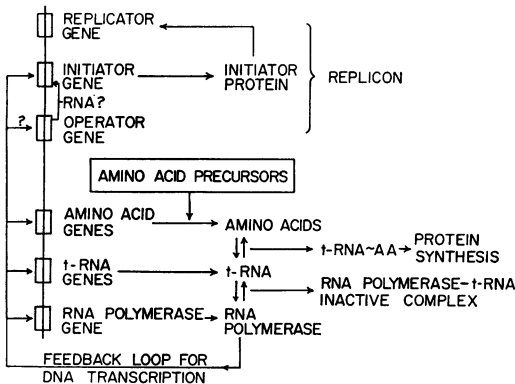 REPLICATOR
GENE
INITIATOR
GENE
INITIATOR
PROTEIN
REPLICON
RNA?
?
OPERATOR
GENE
AMINO ACID PRECURSORS
AMINO ACID
GENES
AMINO ACIDS
t-RNA~AA
PROTEIN
SYNTHESIS
t-RNA
GENES
t-RNA
RNA POLYMERASE-t-RNA
INACTIVE COMPLEX
RNA POLYMERASE
GENE
RNA
POLYMERASE
FEEDBACK LOOP FOR
DNA TRANSCRIPTION